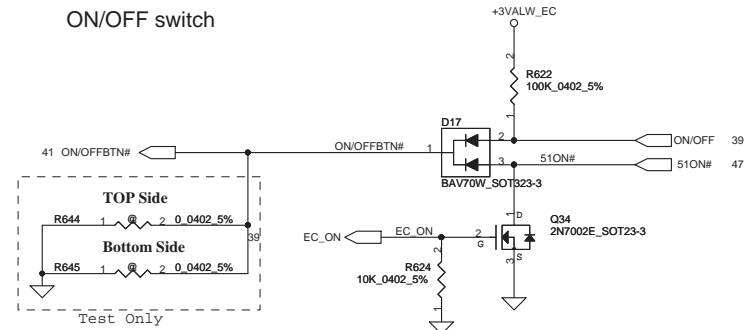 ON/OFF switch
+3VALW_EC
2
R622
100K_0402_5%
1
D17
41 ON/OFFBTN#
ON/OFFBTN#
1
2
ON/OFF 39
3
51ON#
51ON# 47
BAV70W_SOT323-3
TOP Side
R644 1 @ 2 0_0402_5%
39
Bottom Side
R645 1 @ 2 0_0402_5%
Test Only
EC_ON
EC_ON
2
G
1
D
S
3
Q34
2N7002E_SOT23-3
2
R624
10K_0402_5%
1